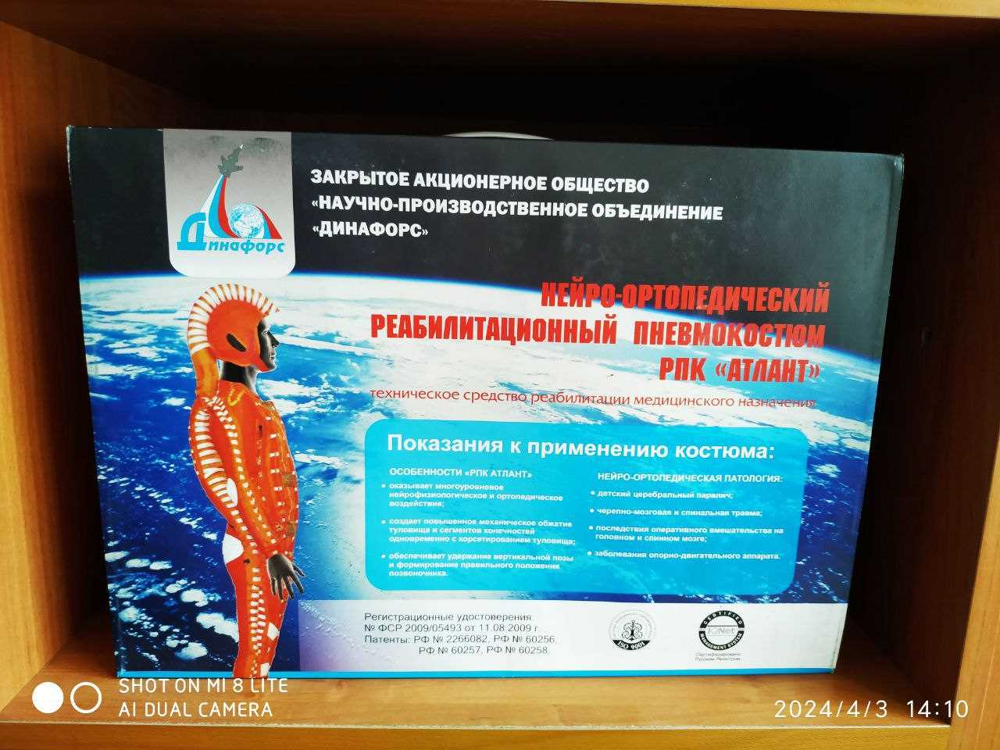 Динафорс
ЗАКРЫТОЕ АКЦИОНЕРНОЕ ОБЩЕСТВО
«НАУЧНО-ПРОИЗВОДСТВЕННОЕ ОБЪЕДИНЕНИЕ
«ДИНАФОРС»
НЕЙРО-ОРТОПЕДИЧЕСКИЙ
РЕАБИЛИТАЦИОННЫЙ ПНЕВМОКОСТЮМ
РПК «АТЛАНТ»
техническое средство реабилитации медицинского назначения
Показания к применению костюма:
ОСОБЕННОСТИ «РПК АТЛАНТ»
• оказывает многоуровневое
нейрофизиологическое и ортопедическое
воздействие;
• создает повышенное механическое обжатие
туловища и сегментов конечностей
одновременно с корсетированием туловища;
• обеспечивает удержание вертикальной позы
и формирование правильного положения
позвоночника.
НЕЙРО-ОРТОПЕДИЧЕСКАЯ ПАТОЛОГИЯ:
• детский церебральный паралич;
• черепно-мозговая и спинальная травма;
• последствия оперативного вмешательства на
головном и спинном мозге;
• заболевания опорно-двигательного аппарата.
Регистрационные удостоверения:
№ ФСР 2009/05493 от 11.08.2009 г.
Патенты: РФ № 2266082, РФ № 60256,
РФ № 60257, РФ № 60258.
ISO 9001
CERTIFIED
IQNet
MANAGEMENT SYSTEM
Сертифицировано
Русским Регистром
SHOT ON MI 8 LITE
AI DUAL CAMERA
2024/4/3 14:10